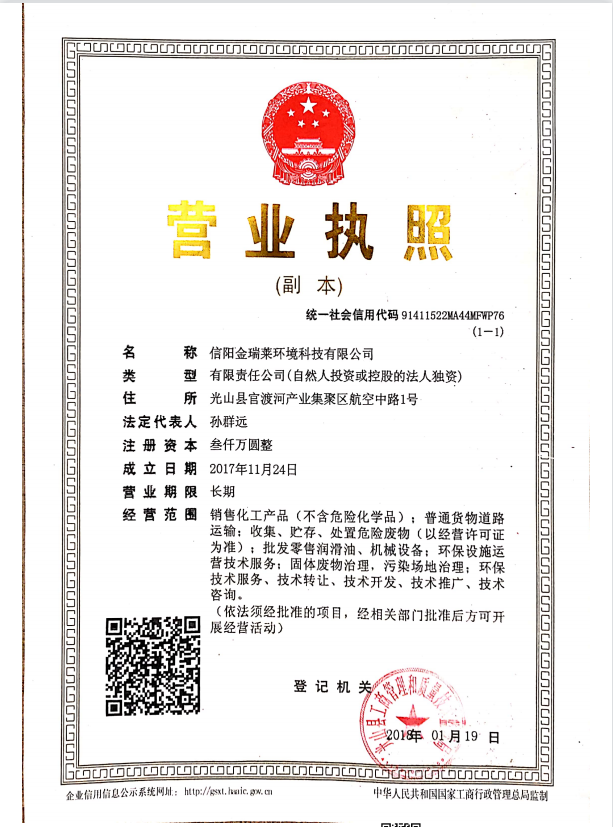 营业执照
(副 本)
统一社会信用代码 91411522MA44MFWP76
(1—1)
名 称 信阳金瑞莱环境科技有限公司
类 型 有限责任公司(自然人投资或控股的法人独资)
住 所 光山县官渡河产业集聚区航空中路1号
法定代表人 孙群远
注册资本 叁仟万圆整
成立日期 2017年11月24日
营业期限 长期
经营范围 销售化工产品（不含危险化学品）；普通货物道路
运输；收集、贮存、处置危险废物（以经营许可证
为准）；批发零售润滑油、机械设备；环保设施运
营技术服务；固体废物治理，污染场地治理；环保
技术服务、技术转让、技术开发、技术推广、技术
咨询。
（依法须经批准的项目，经相关部门批准后方可开
展经营活动）
登记机关
光山县工商管理和质量
2018年 01月19 日
企业信用信息公示系统网址： http://gsxt.haaic.gov.cn
中华人民共和国国家工商行政管理总局监制